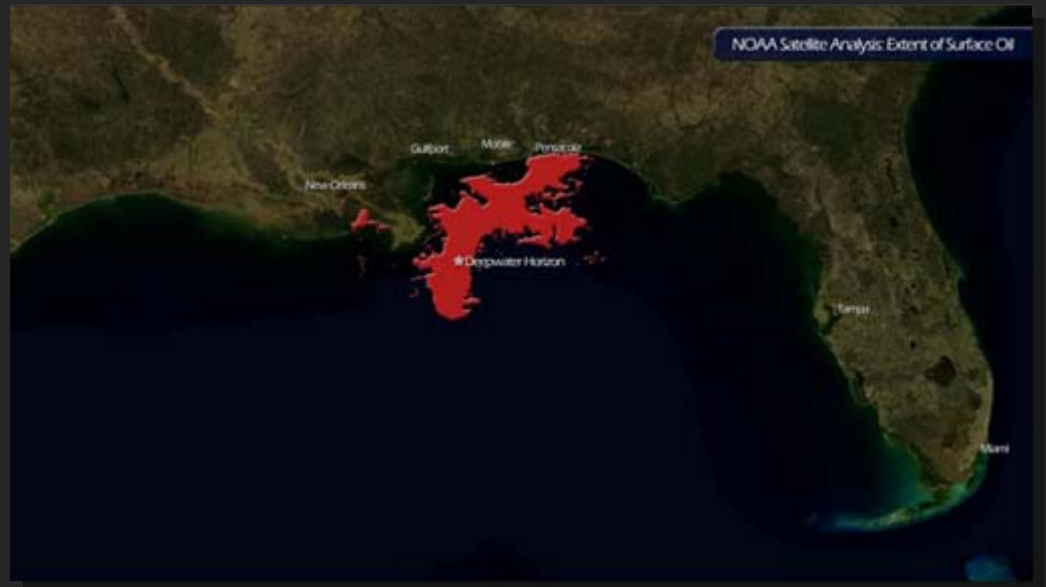 NOAA Satellite Analysis: Extent of Surface Oil
Gulfport
Mobile
Pensacola
New Orleans
Deepwater Horizon
Tampa
Miami